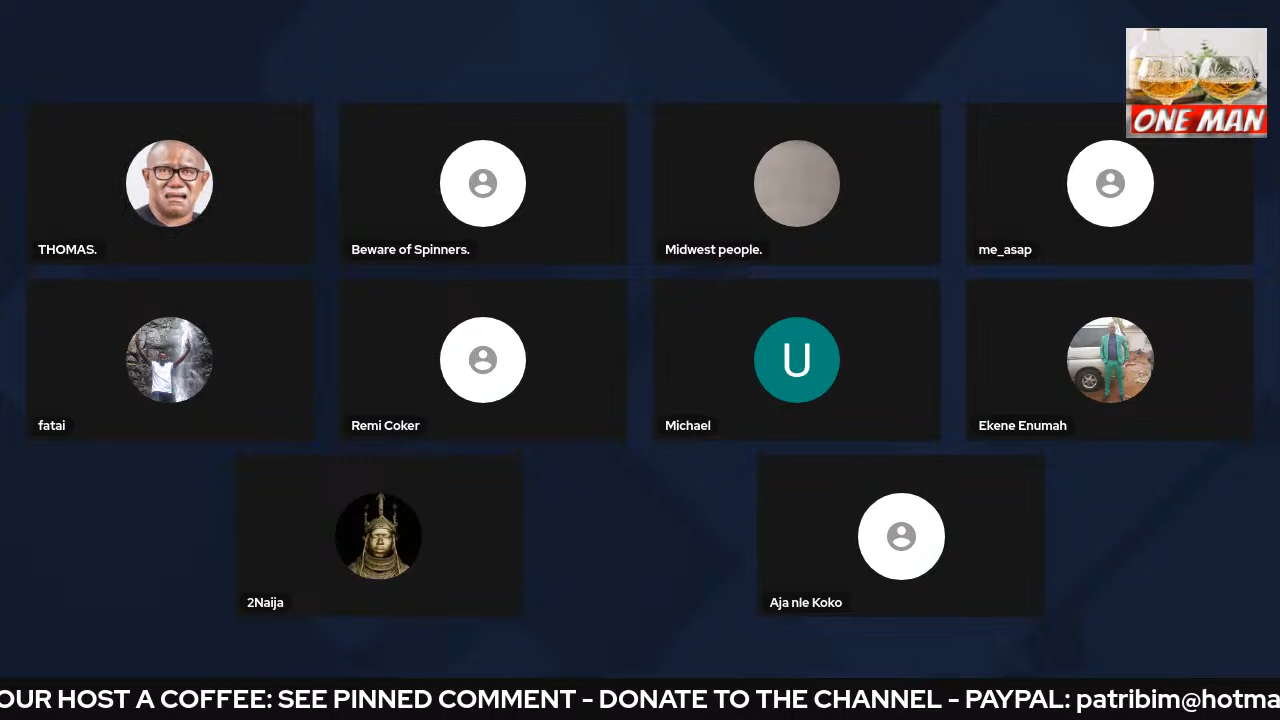 ONE MAN
THOMAS.
Beware of Spinners.
Midwest people.
me_asap
fatai
Remi Coker
U
Michael
Ekene Enumah
2Naija
Aja nle Koko
OUR HOST A COFFEE: SEE PINNED COMMENT - DONATE TO THE CHANNEL - PAYPAL: patribim@hotma